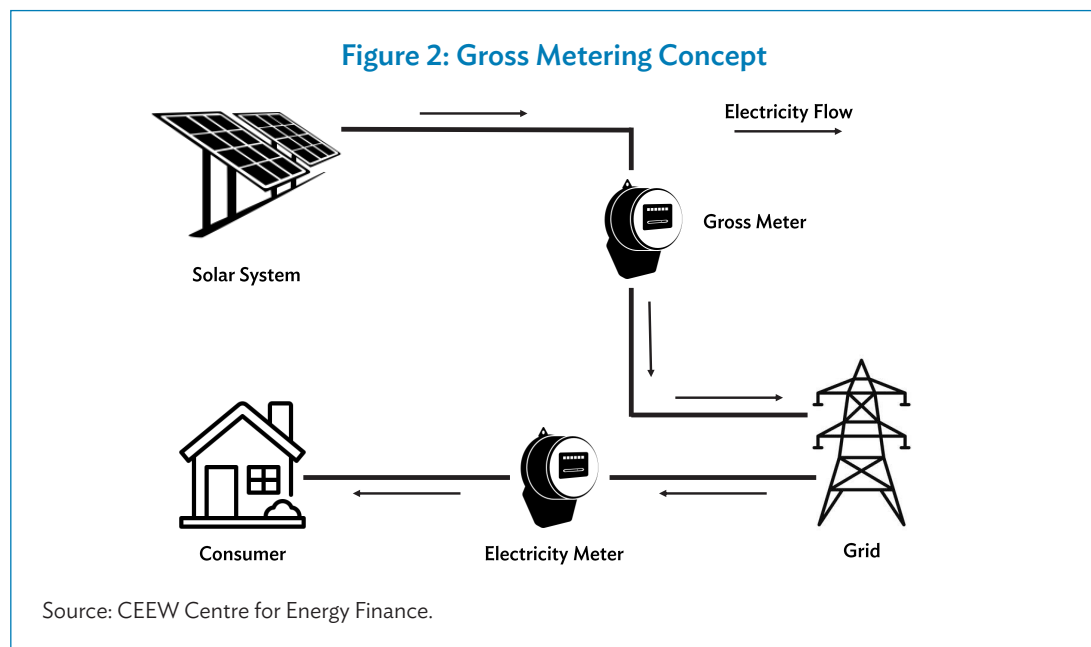 Figure 2: Gross Metering Concept
Electricity Flow
Gross Meter
Solar System
Consumer
Electricity Meter
Grid
Source: CEEW Centre for Energy Finance.